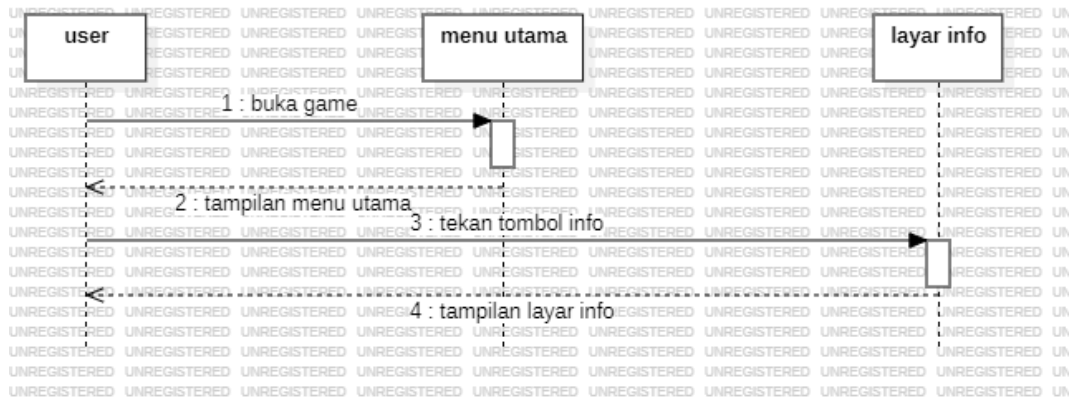 user
menu utama
layar info
1 : buka game
2 : tampilan menu utama
3 : tekan tombol info
4 : tampilan layar info
UNREGISTERED